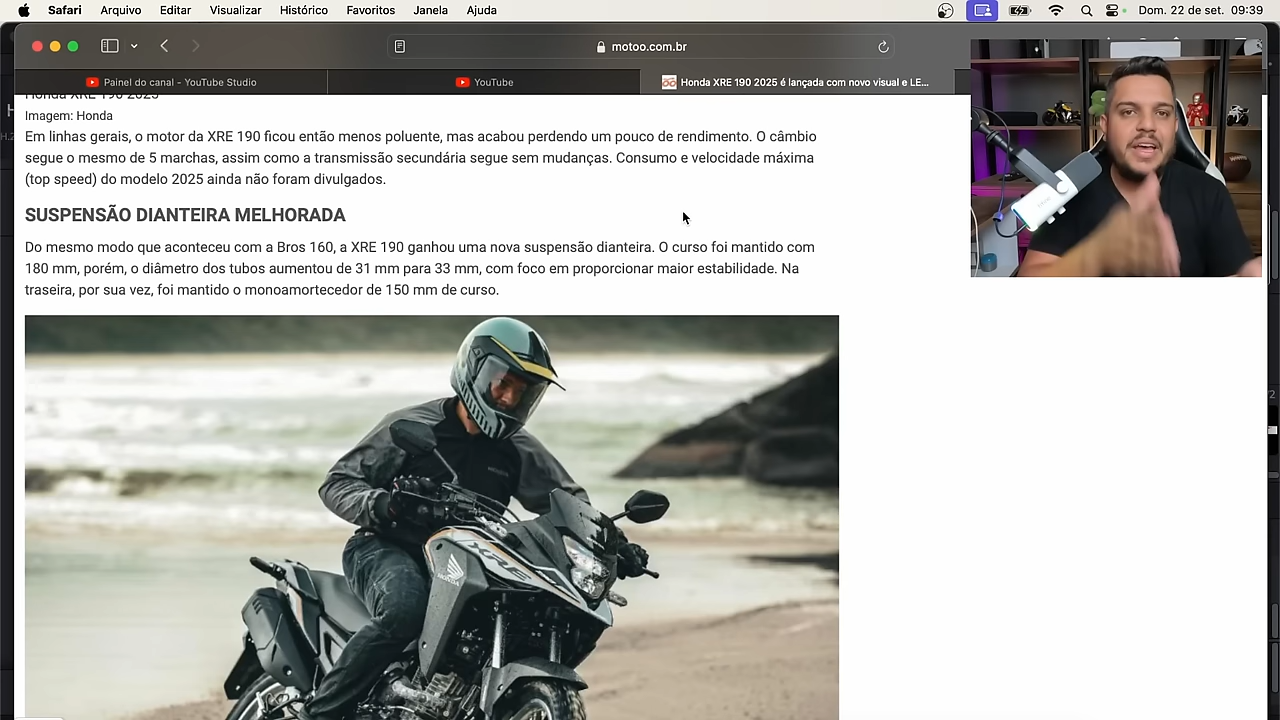 Safari Arquivo Editar Visualizar Histórico Favoritos Janela Ajuda Dom. 22 de set. 09:39
motoo.com.br
Painel do canal - YouTube Studio YouTube Honda XRE 190 2025 é lançada com novo visual e LE...
Honda XRE 190 2025
Imagem: Honda
Em linhas gerais, o motor da XRE 190 ficou então menos poluente, mas acabou perdendo um pouco de rendimento. O câmbio
segue o mesmo de 5 marchas, assim como a transmissão secundária segue sem mudanças. Consumo e velocidade máxima
(top speed) do modelo 2025 ainda não foram divulgados.
SUSPENSÃO DIANTEIRA MELHORADA
Do mesmo modo que aconteceu com a Bros 160, a XRE 190 ganhou uma nova suspensão dianteira. O curso foi mantido com
180 mm, porém, o diâmetro dos tubos aumentou de 31 mm para 33 mm, com foco em proporcionar maior estabilidade. Na
traseira, por sua vez, foi mantido o monoamortecedor de 150 mm de curso.
XRE
HONDA